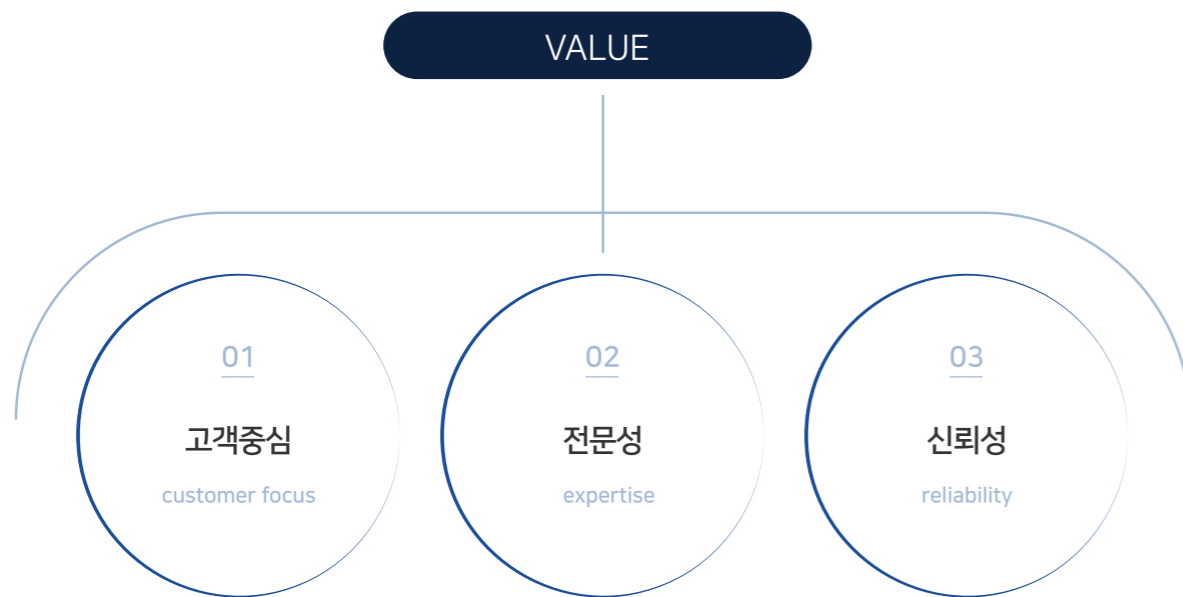 VALUE
01
고객중심
customer focus
02
전문성
expertise
03
신뢰성
reliability